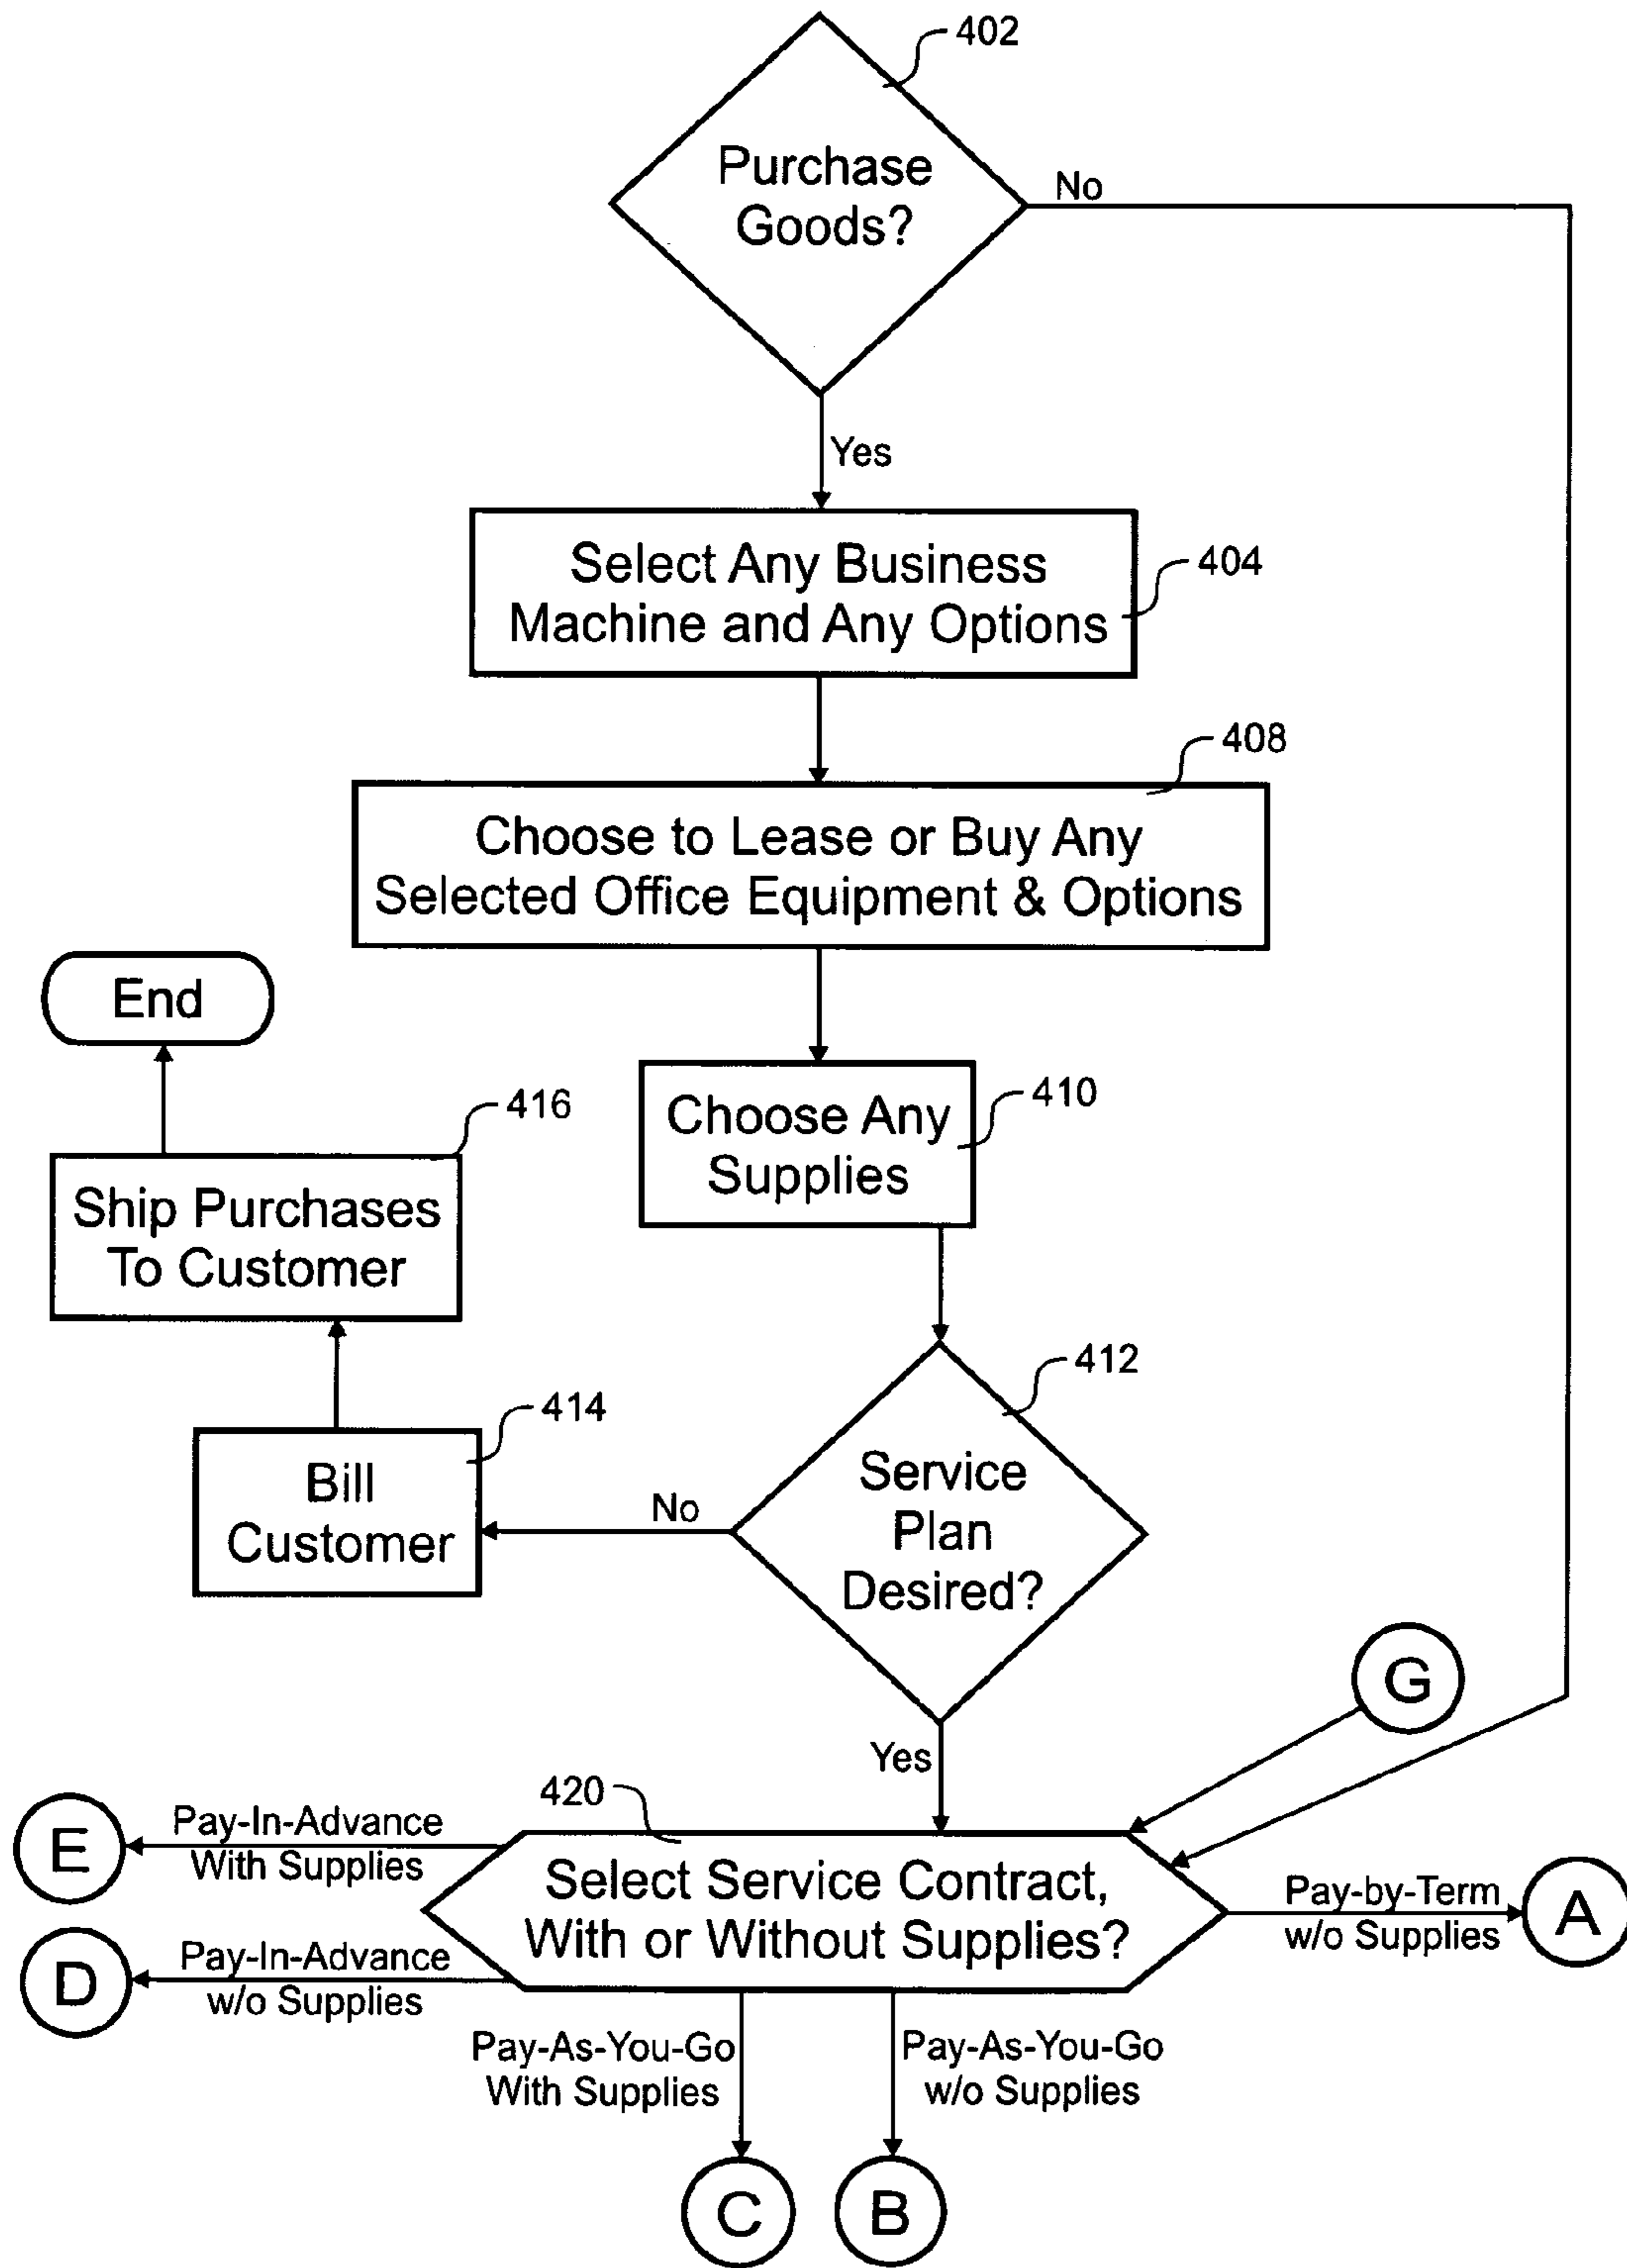 402
Purchase
Goods?
No
Yes
Select Any Business
Machine and Any Options
404
408
Choose to Lease or Buy Any
Selected Office Equipment & Options
End
416
Choose Any
Supplies
410
Ship Purchases
To Customer
412
414
Service
Plan
Desired?
Bill
Customer
No
G
Yes
420
E
Pay-In-Advance
With Supplies
Select Service Contract,
With or Without Supplies?
Pay-by-Term
w/o Supplies
A
D
Pay-In-Advance
w/o Supplies
Pay-As-You-Go
With Supplies
Pay-As-You-Go
w/o Supplies
C
B